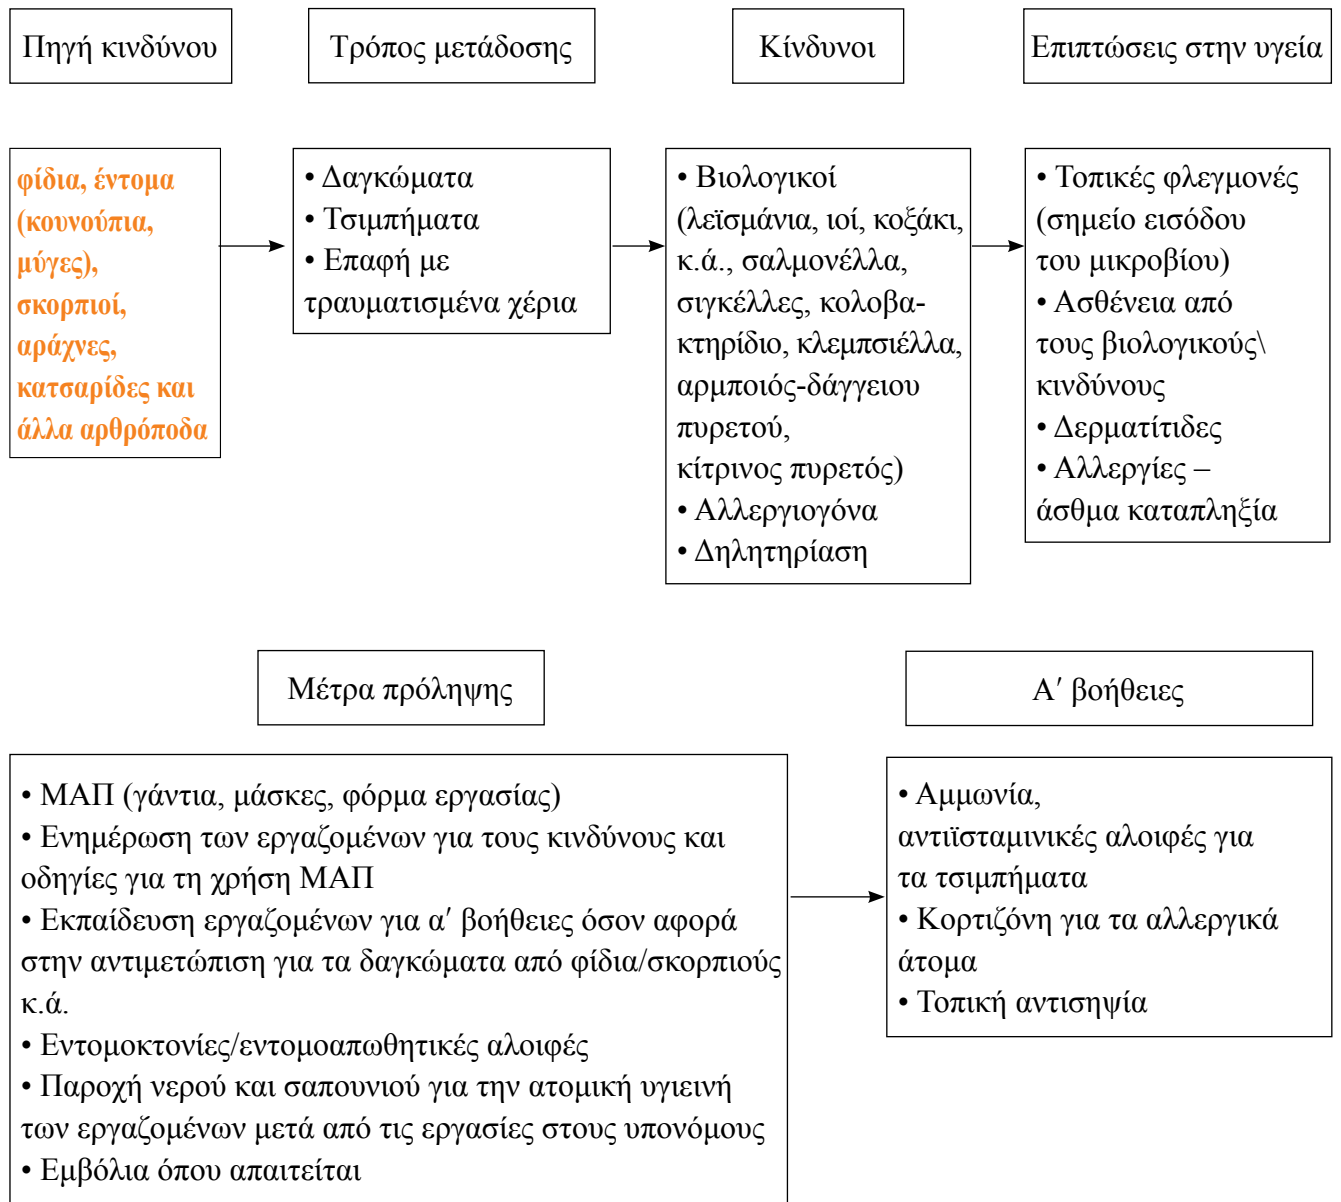 Πηγή κινδύνου
Τρόπος μετάδοσης
Κίνδυνοι
Επιπτώσεις στην υγεία
φίδια, έντομα
(κουνούπια,
μύγες),
σκορπιοί,
αράχνες,
κατσαρίδες και
άλλα αρθρόποδα
• Δαγκώματα
• Τσιμπήματα
• Επαφή με
τραυματισμένα χέρια
• Βιολογικοί
(λεϊσμάνια, ιοί, κοξάκι,
κ.ά., σαλμονέλλα,
σιγκέλλες, κολοβα-
κτηρίδιο, κλεμπσιέλλα,
αρμποιός-δάγγειου
πυρετού,
κίτρινος πυρετός)
• Αλλεργιογόνα
• Δηλητηρίαση
• Τοπικές φλεγμονές
(σημείο εισόδου
του μικροβίου)
• Ασθένεια από
τους βιολογικούς\
κινδύνους
• Δερματίτιδες
• Αλλεργίες –
άσθμα καταπληξία
Μέτρα πρόληψης
Α′ βοήθειες
• ΜΑΠ (γάντια, μάσκες, φόρμα εργασίας)
• Ενημέρωση των εργαζομένων για τους κινδύνους και
οδηγίες για τη χρήση ΜΑΠ
• Εκπαίδευση εργαζομένων για α′ βοήθειες όσον αφορά
στην αντιμετώπιση για τα δαγκώματα από φίδια/σκορπιούς
κ.ά.
• Εντομοκτονίες/εντομοαπωθητικές αλοιφές
• Παροχή νερού και σαπουνιού για την ατομική υγιεινή
των εργαζομένων μετά από τις εργασίες στους υπονόμους
• Εμβόλια όπου απαιτείται
• Αμμωνία,
αντιϊσταμινικές αλοιφές για
τα τσιμπήματα
• Κορτιζόνη για τα αλλεργικά
άτομα
• Τοπική αντισηψία